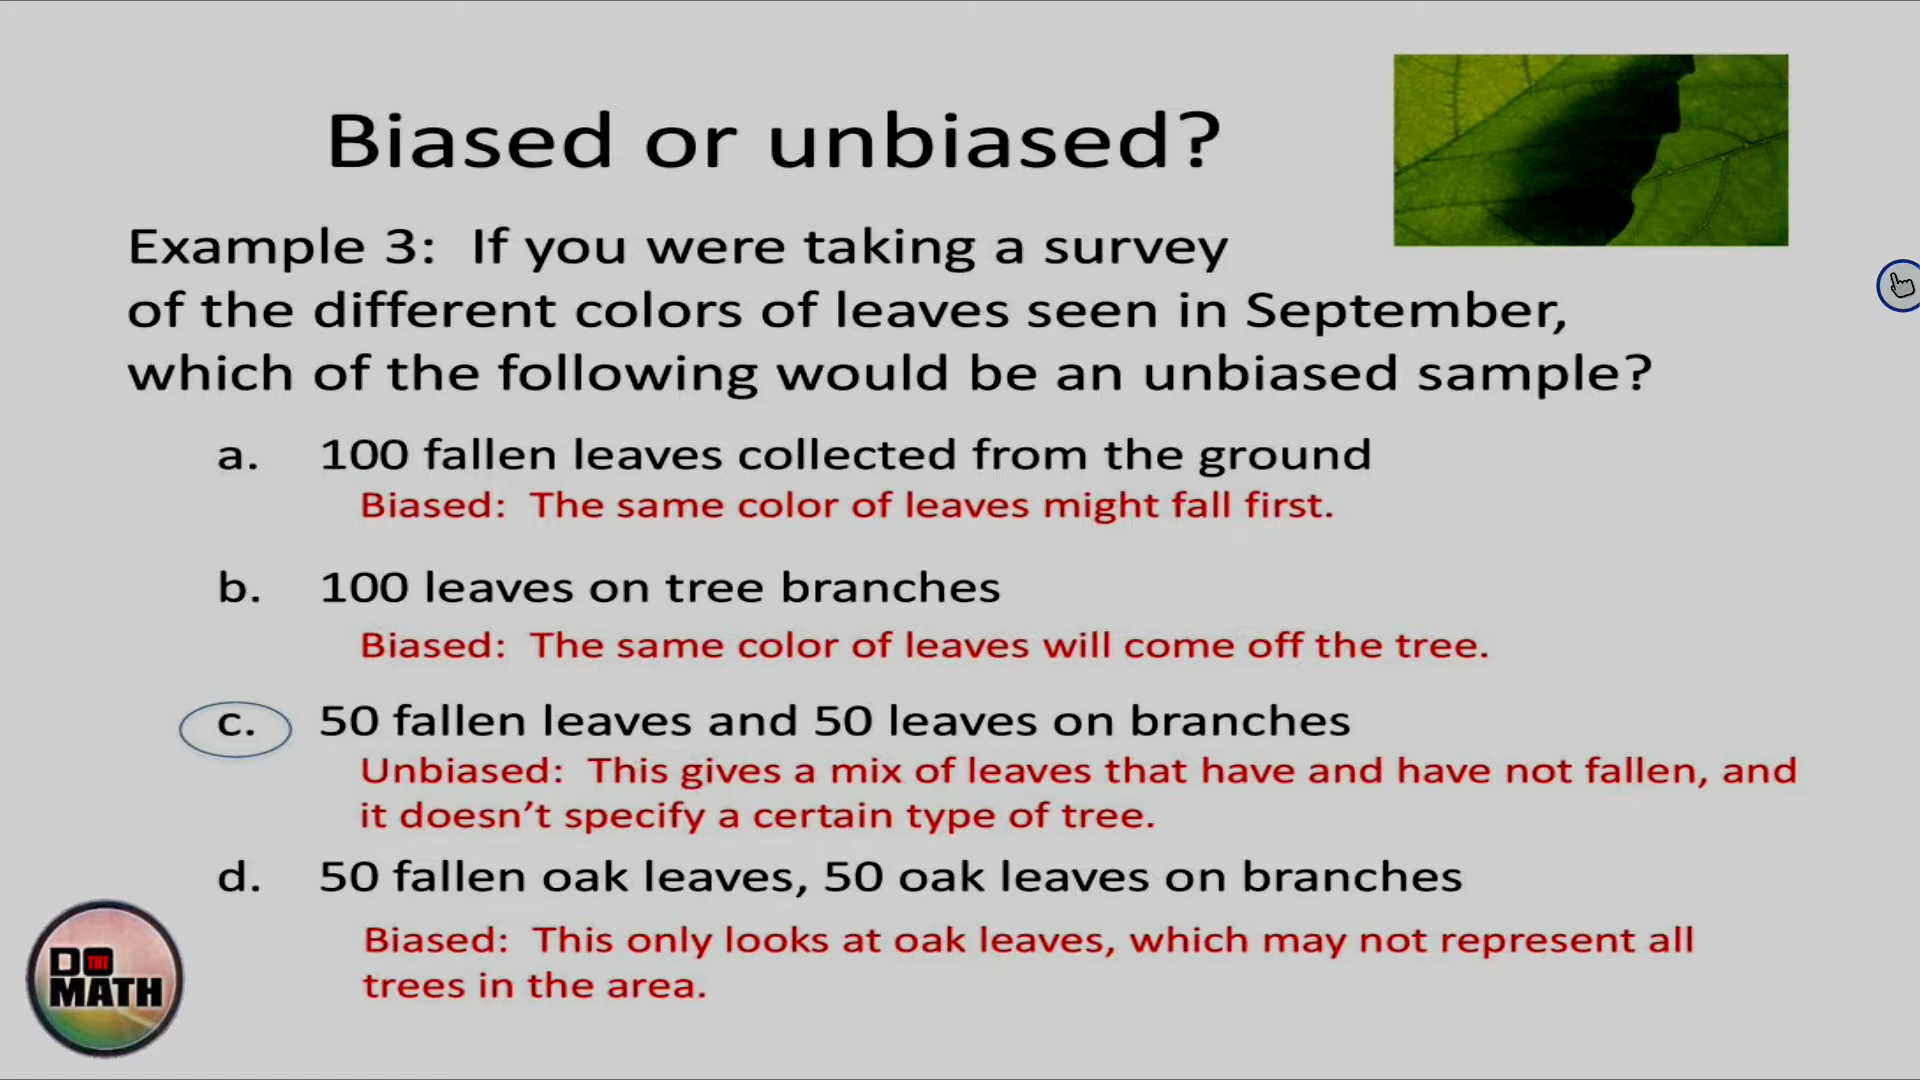 Biased or unbiased?
Example 3: If you were taking a survey
of the different colors of leaves seen in September,
which of the following would be an unbiased sample?
a. 100 fallen leaves collected from the ground
Biased: The same color of leaves might fall first.
b. 100 leaves on tree branches
Biased: The same color of leaves will come off the tree.
c. 50 fallen leaves and 50 leaves on branches
Unbiased: This gives a mix of leaves that have and have not fallen, and
it doesn’t specify a certain type of tree.
d. 50 fallen oak leaves, 50 oak leaves on branches
Biased: This only looks at oak leaves, which may not represent all
trees in the area.
DO THE
MATH